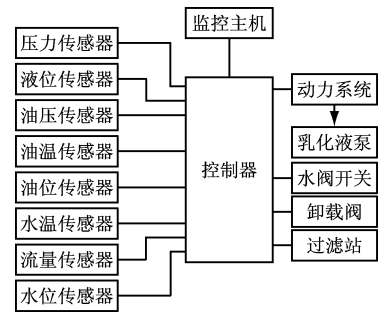 监控主机
压力传感器
液位传感器
油压传感器
油温传感器
油位传感器
水温传感器
流量传感器
水位传感器
控制器
动力系统
乳化液泵
水阀开关
卸载阀
过滤站